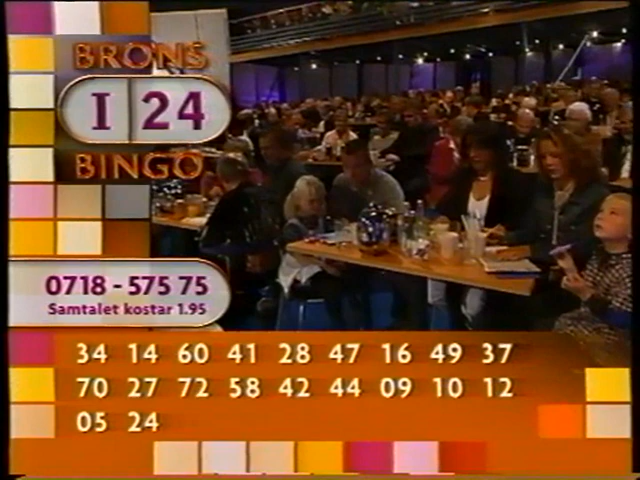 BRONS
I 24
BINGO
0718 - 575 75
Samtalet kostar 1.95
34 14 60 41 28 47 16 49 37
70 27 72 58 42 44 09 10 12
05 24